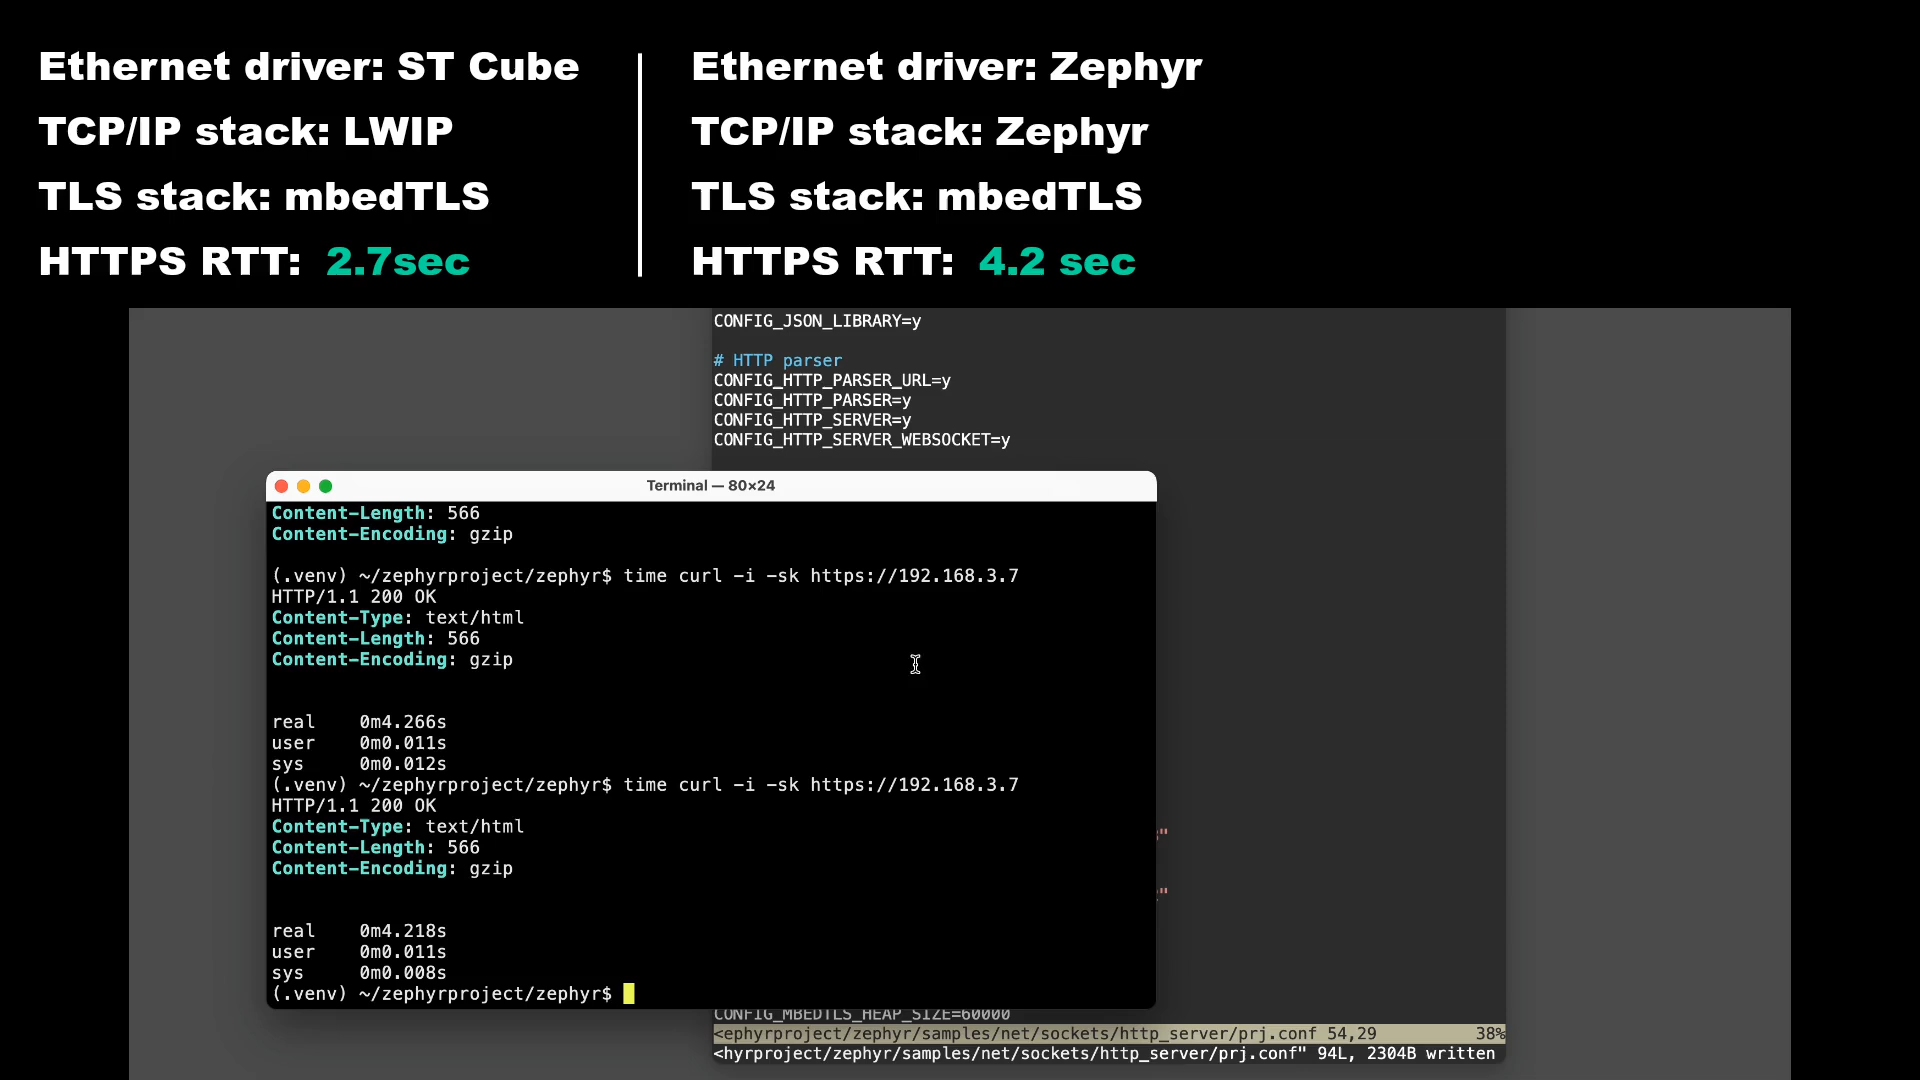 Ethernet driver: ST Cube
TCP/IP stack: LWIP
TLS stack: mbedTLS
HTTPS RTT: 2.7sec
Ethernet driver: Zephyr
TCP/IP stack: Zephyr
TLS stack: mbedTLS
HTTPS RTT: 4.2 sec
CONFIG_JSON_LIBRARY=y
# HTTP parser
CONFIG_HTTP_PARSER_URL=y
CONFIG_HTTP_PARSER=y
CONFIG_HTTP_SERVER=y
CONFIG_HTTP_SERVER_WEBSOCKET=y
Terminal — 80×24
Content-Length: 566
Content-Encoding: gzip
(.venv) ~/zephyrproject/zephyr$ time curl -i -sk https://192.168.3.7
HTTP/1.1 200 OK
Content-Type: text/html
Content-Length: 566
Content-Encoding: gzip
real 0m4.266s
user 0m0.011s
sys 0m0.012s
(.venv) ~/zephyrproject/zephyr$ time curl -i -sk https://192.168.3.7
HTTP/1.1 200 OK
Content-Type: text/html
Content-Length: 566
Content-Encoding: gzip
real 0m4.218s
user 0m0.011s
sys 0m0.008s
(.venv) ~/zephyrproject/zephyr$
CONFIG_MBEDTLS_HEAP_SIZE=60000
<ephyrproject/zephyr/samples/net/sockets/http_server/prj.conf 54,29 38%
<hyrproject/zephyr/samples/net/sockets/http_server/prj.conf" 94L, 2304B written